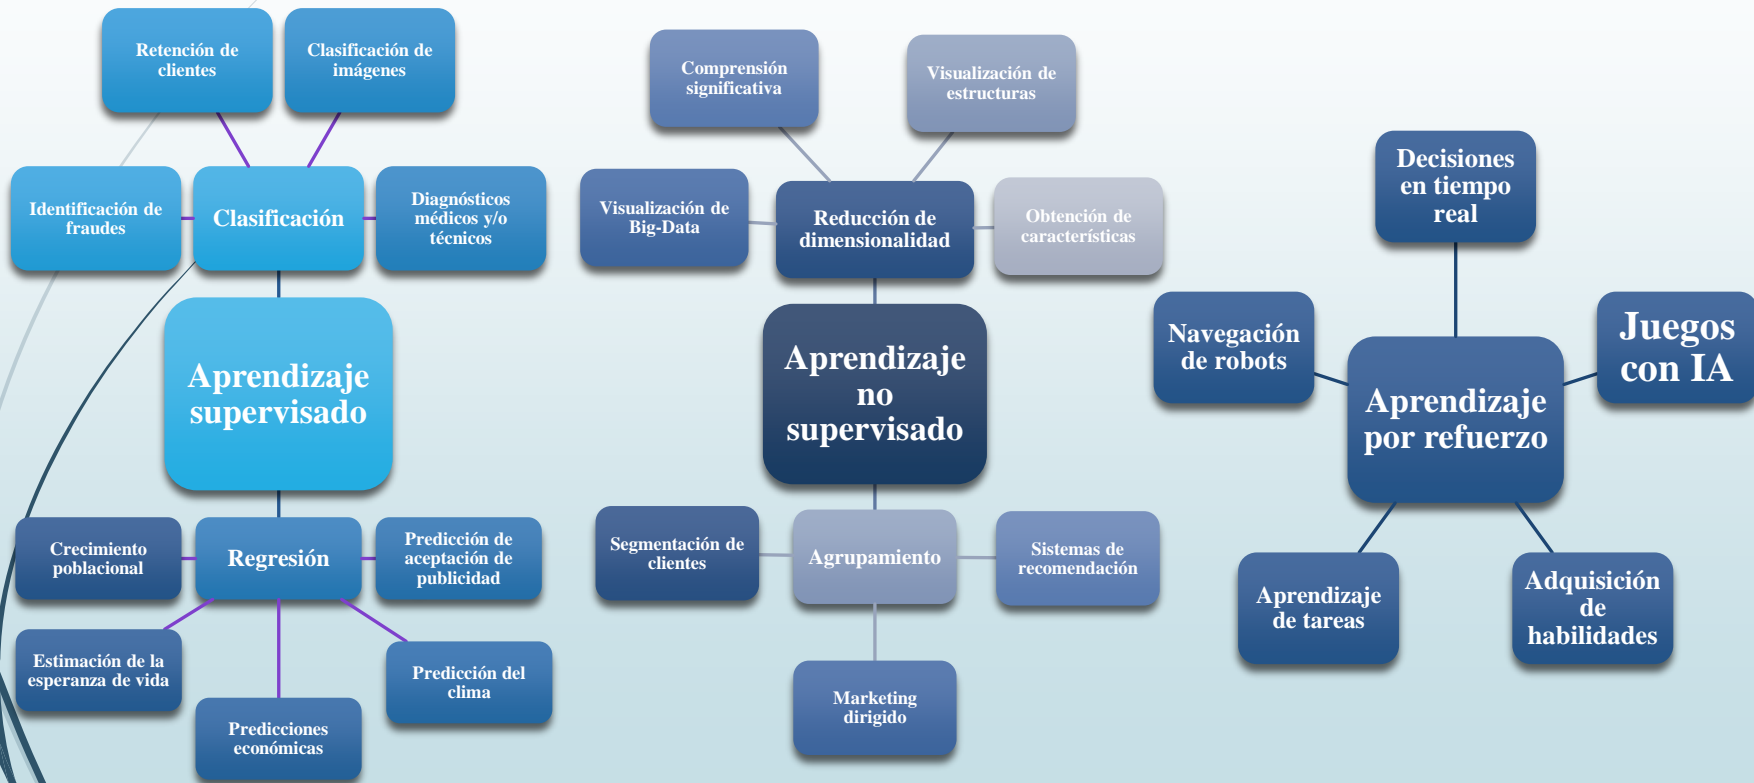 Retención de
clientes
Clasificación de
imágenes
Identificación de
fraudes
Clasificación
Diagnósticos
médicos y/o
técnicos
Aprendizaje
supervisado
Crecimiento
poblacional
Regresión
Predicción de
aceptación de
publicidad
Estimación de la
esperanza de vida
Predicciones
económicas
Predicción del
clima
Comprensión
significativa
Visualización de
estructuras
Visualización de
Big-Data
Reducción de
dimensionalidad
Obtención de
características
Aprendizaje
no
supervisado
Segmentación de
clientes
Agrupamiento
Sistemas de
recomendación
Marketing
dirigido
Decisiones
en tiempo
real
Navegación
de robots
Juegos
con IA
Aprendizaje
por refuerzo
Aprendizaje
de tareas
Adquisición
de
habilidades